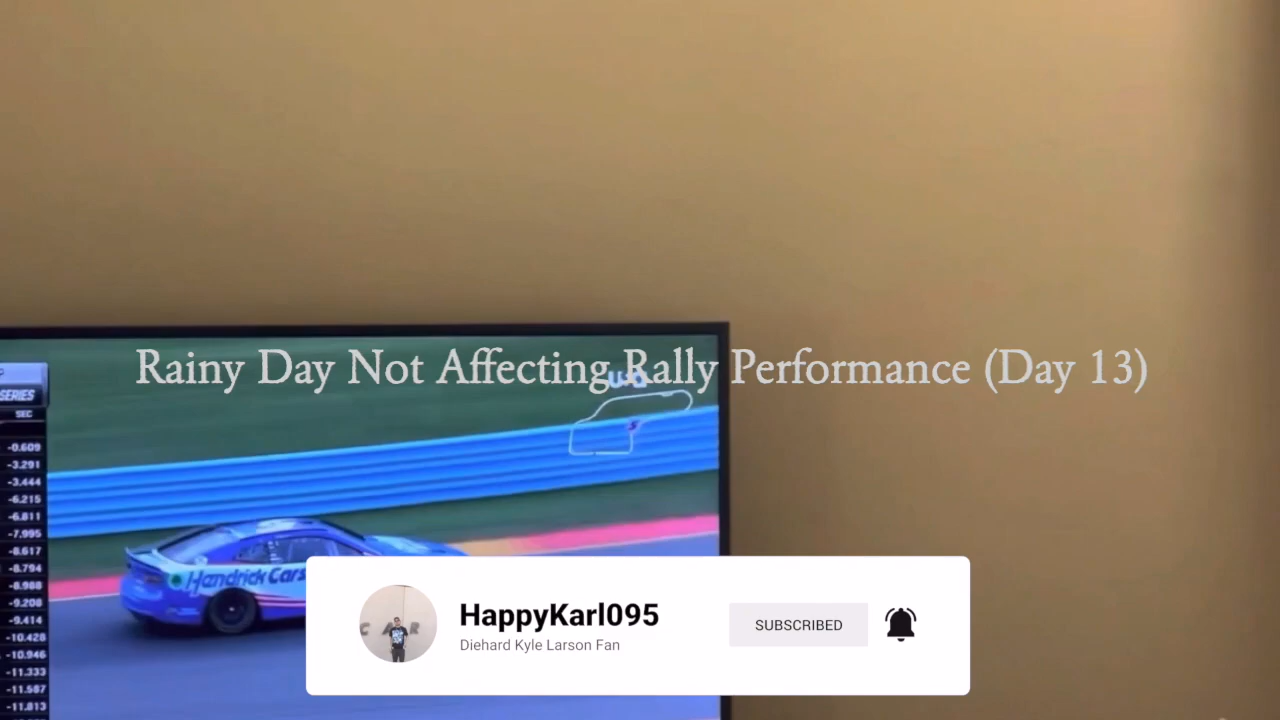 Rainy Day Not Affecting Rally Performance (Day 13)
SERIES
SEC
-0.609
-3.291
-3.444
-6.215
-6.811
-7.995
-8.617
-8.794
-8.988
-9.208
-9.414
-10.428
-10.946
-11.333
-11.587
-11.813
Hendrick Cars
HappyKarl095
Diehard Kyle Larson Fan
SUBSCRIBED